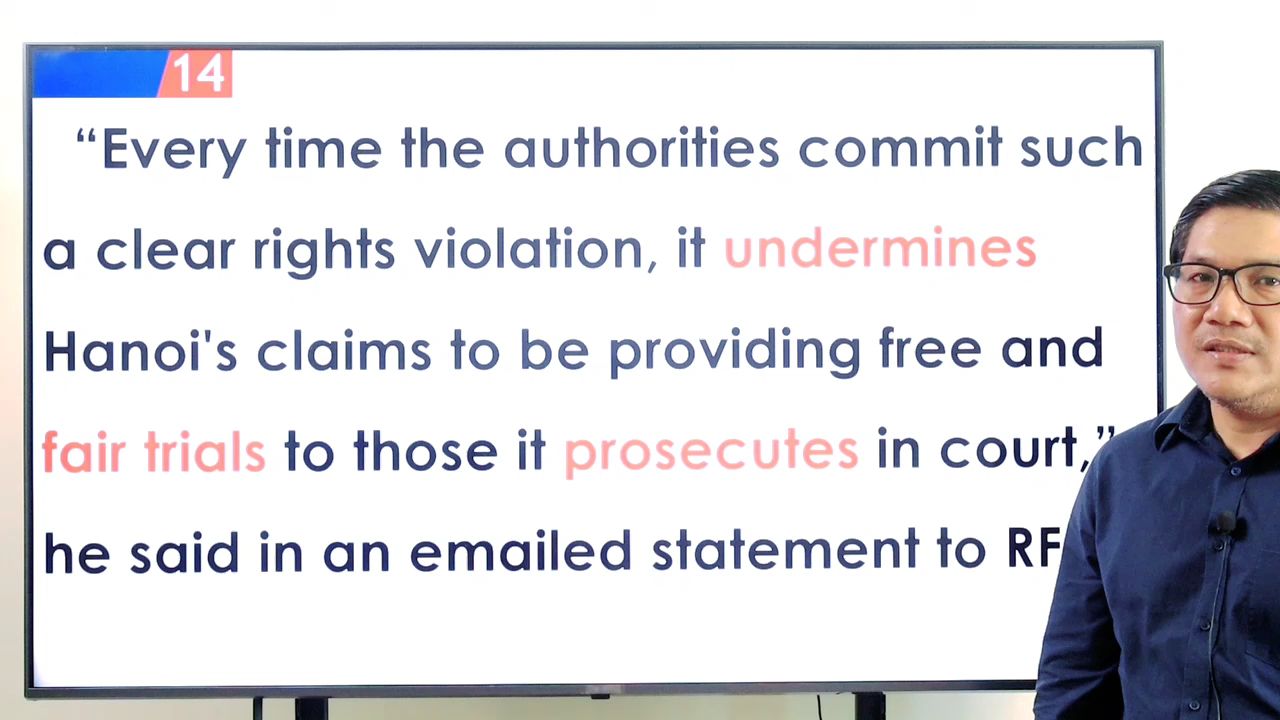 14
“Every time the authorities commit such
a clear rights violation, it undermines
Hanoi's claims to be providing free and
fair trials to those it prosecutes in court,”
he said in an emailed statement to